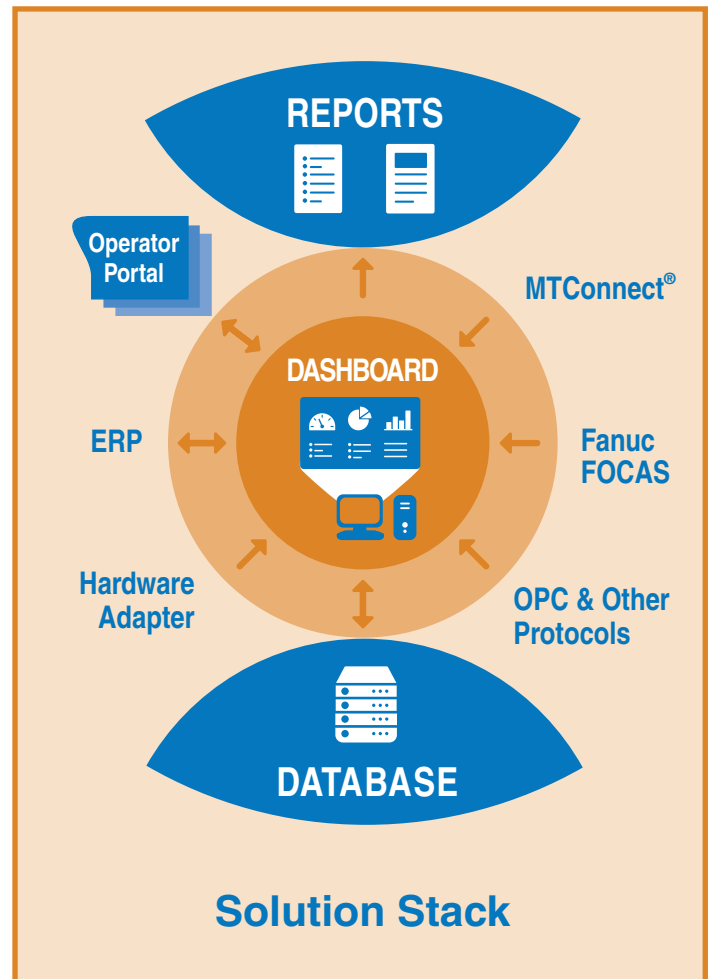 REPORTS
Operator
Portal
MTConnect®
DASHBOARD
ERP
Fanuc
FOCAS
Hardware
Adapter
OPC & Other
Protocols
DATABASE
Solution Stack